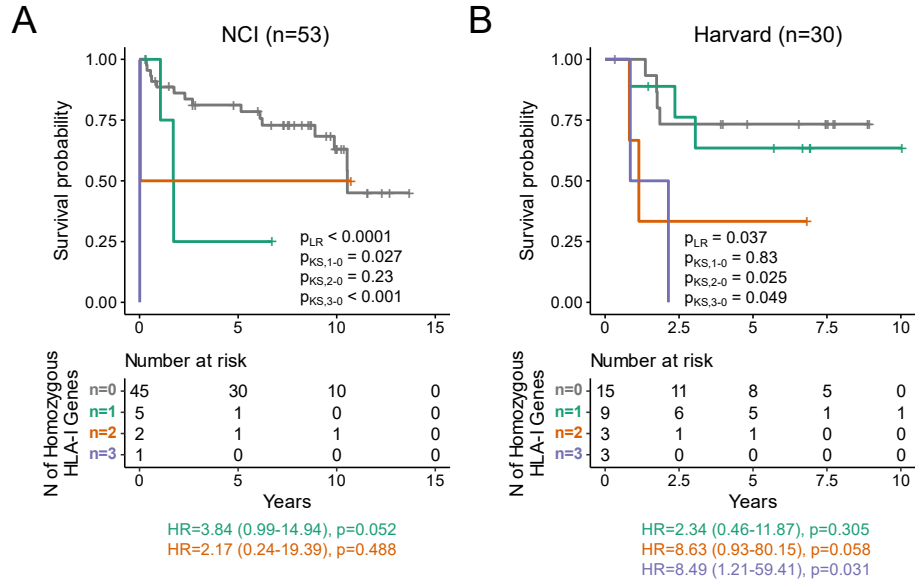 A
NCI (n=53)
Survival probability
1.00
0.75
0.50
0.25
0.00
p_LR < 0.0001
p_KS,1-0 = 0.027
p_KS,2-0 = 0.23
p_KS,3-0 < 0.001
0 5 10 15
Number at risk
N of Homozygous
HLA-I Genes
n=0 45 30 10 0
n=1 5 1 0 0
n=2 2 1 1 0
n=3 1 0 0 0
0 5 10 15
Years
HR=3.84 (0.99-14.94), p=0.052
HR=2.17 (0.24-19.39), p=0.488
B
Harvard (n=30)
Survival probability
1.00
0.75
0.50
0.25
0.00
p_LR = 0.037
p_KS,1-0 = 0.83
p_KS,2-0 = 0.025
p_KS,3-0 = 0.049
0 2.5 5 7.5 10
Number at risk
N of Homozygous
HLA-I Genes
n=0 15 11 8 5 0
n=1 9 6 5 1 1
n=2 3 1 1 0 0
n=3 3 0 0 0 0
0 2.5 5 7.5 10
Years
HR=2.34 (0.46-11.87), p=0.305
HR=8.63 (0.93-80.15), p=0.058
HR=8.49 (1.21-59.41), p=0.031